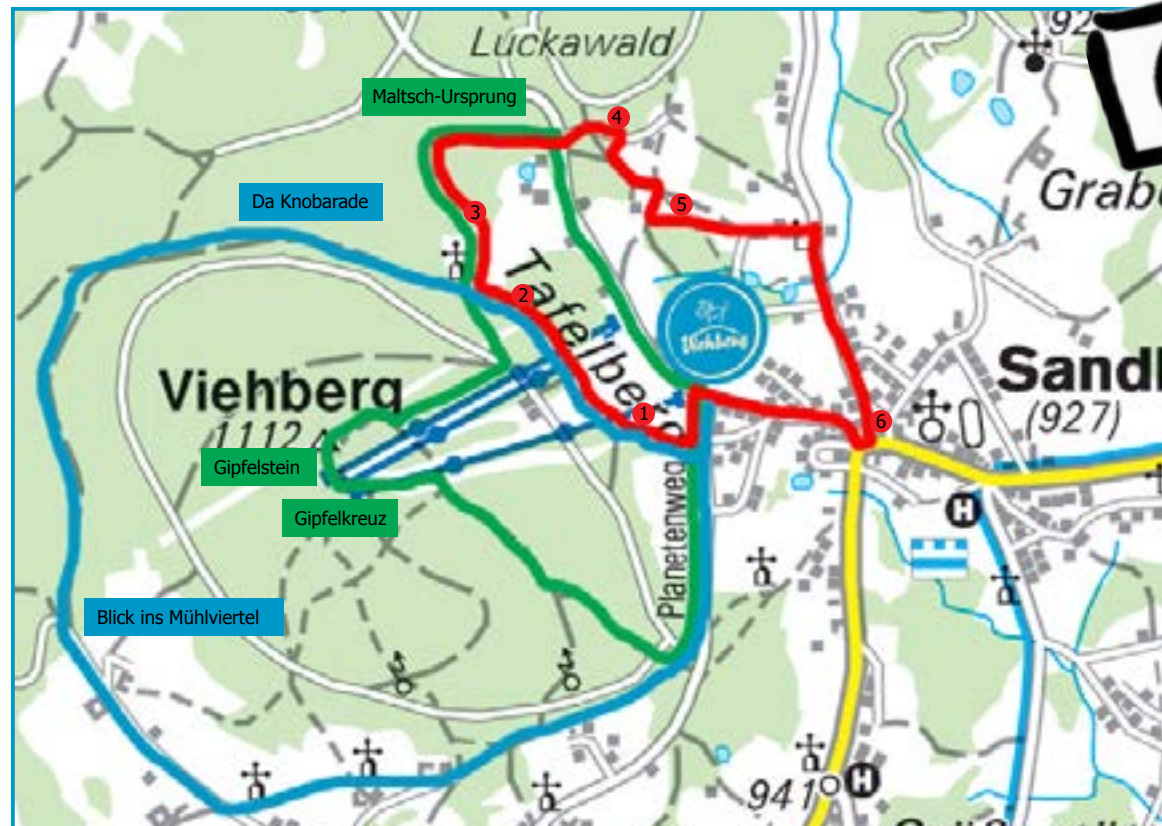 92
Luckawald
Maltsch-Ursprung
4
Grab
Da Knobarade
5
3
Tafelberg
2
Viehberg
Viehberg
1112
Sandl
(927)
1
6
Gipfelstein
Gipfelkreuz
H
Planetenweg
Blick ins Mühlviertel
941
H